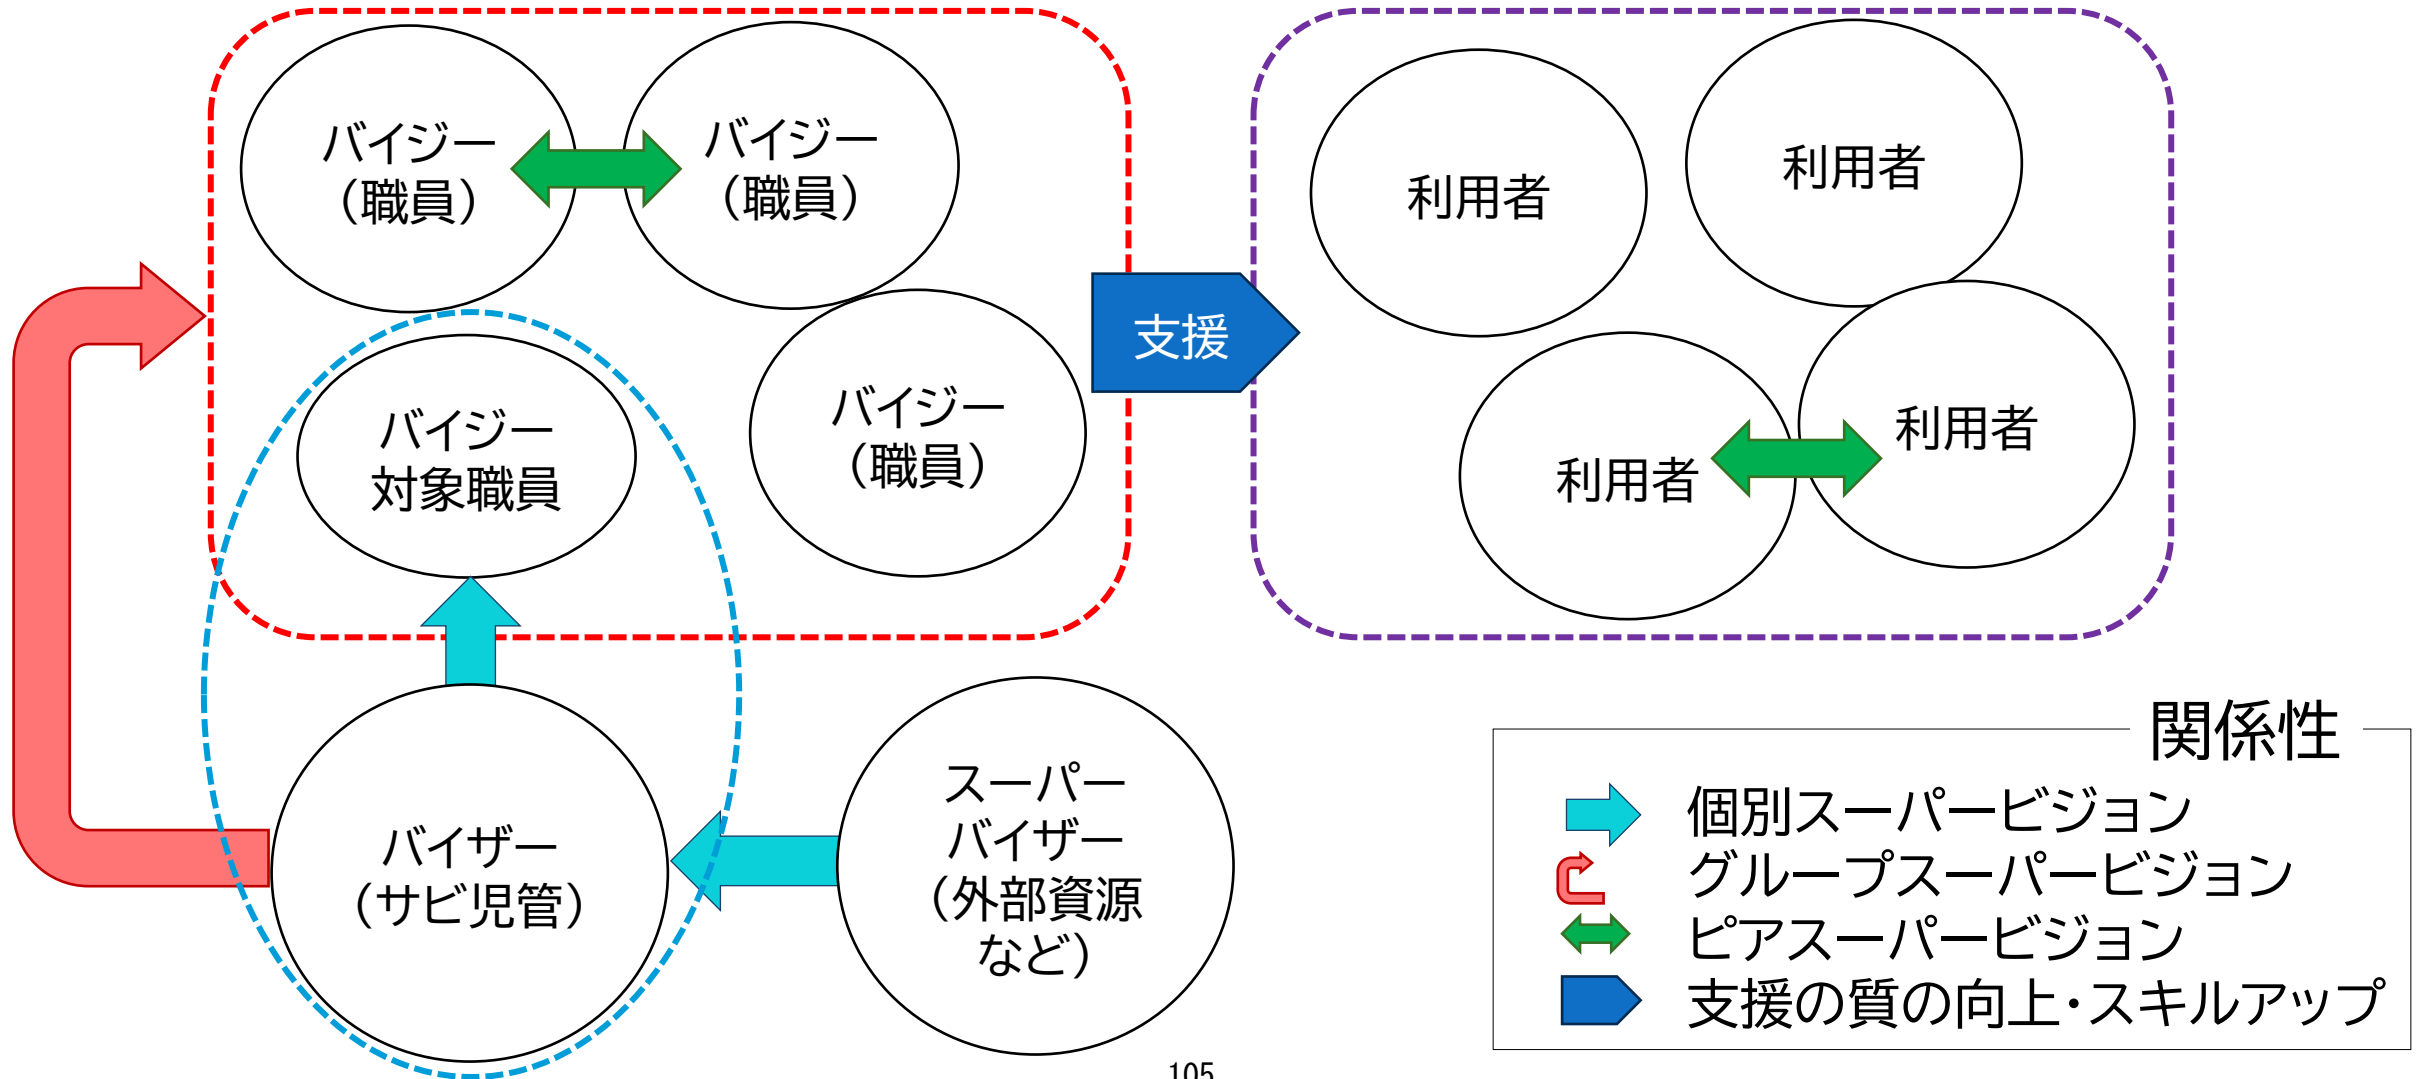 バイジー
（職員）
バイジー
（職員）
利用者
利用者
支援
バイジー
対象職員
バイジー
（職員）
利用者
利用者
バイザー
（サビ児管）
スーパー
バイザー
（外部資源
など）
関係性
個別スーパービジョン
グループスーパービジョン
ピアスーパービジョン
支援の質の向上・スキルアップ
105